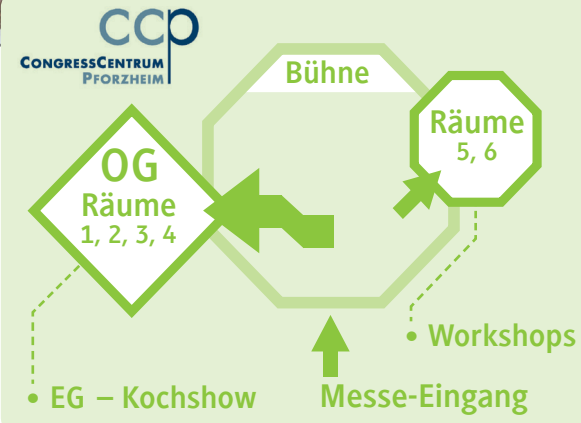 ccp
CONGRESSCENTRUM
PFORZHEIM
Bühne
Räume
5, 6
OG
Räume
1, 2, 3, 4
• Workshops
• EG – Kochshow
Messe-Eingang